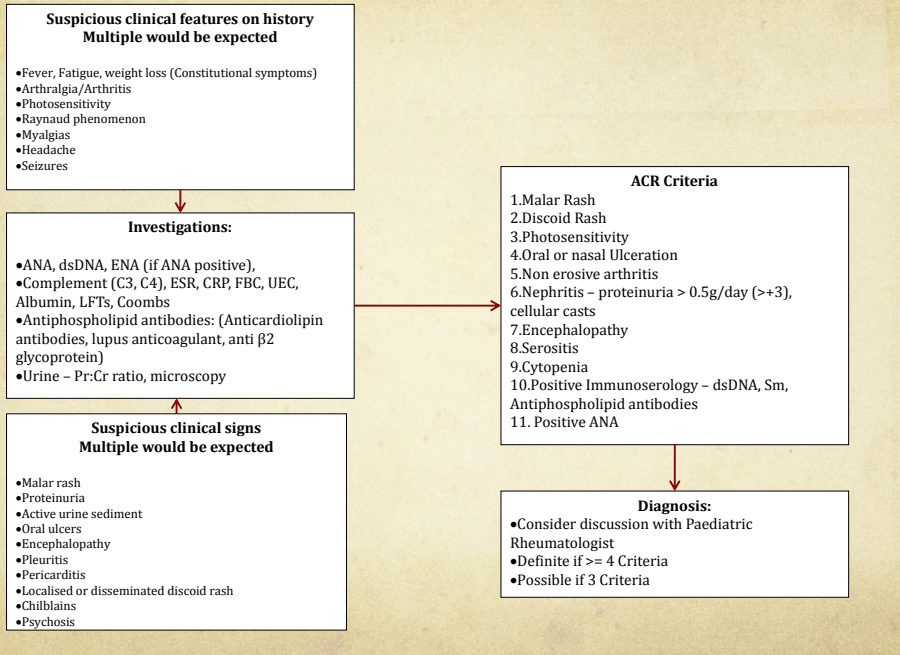 Suspicious clinical features on history
Multiple would be expected
•Fever, Fatigue, weight loss (Constitutional symptoms)
•Arthralgia/Arthritis
•Photosensitivity
•Raynaud phenomenon
•Myalgias
•Headache
•Seizures
Investigations:
•ANA, dsDNA, ENA (if ANA positive),
•Complement (C3, C4), ESR, CRP, FBC, UEC,
Albumin, LFTs, Coombs
•Antiphospholipid antibodies: (Anticardiolipin
antibodies, lupus anticoagulant, anti β2
glycoprotein)
•Urine – Pr:Cr ratio, microscopy
Suspicious clinical signs
Multiple would be expected
•Malar rash
•Proteinuria
•Active urine sediment
•Oral ulcers
•Encephalopathy
•Pleuritis
•Pericarditis
•Localised or disseminated discoid rash
•Chilblains
•Psychosis
ACR Criteria
1.Malar Rash
2.Discoid Rash
3.Photosensitivity
4.Oral or nasal Ulceration
5.Non erosive arthritis
6.Nephritis – proteinuria > 0.5g/day (>+3),
cellular casts
7.Encephalopathy
8.Serositis
9.Cytopenia
10.Positive Immunoserology – dsDNA, Sm,
Antiphospholipid antibodies
11. Positive ANA
Diagnosis:
•Consider discussion with Paediatric
Rheumatologist
•Definite if >= 4 Criteria
•Possible if 3 Criteria